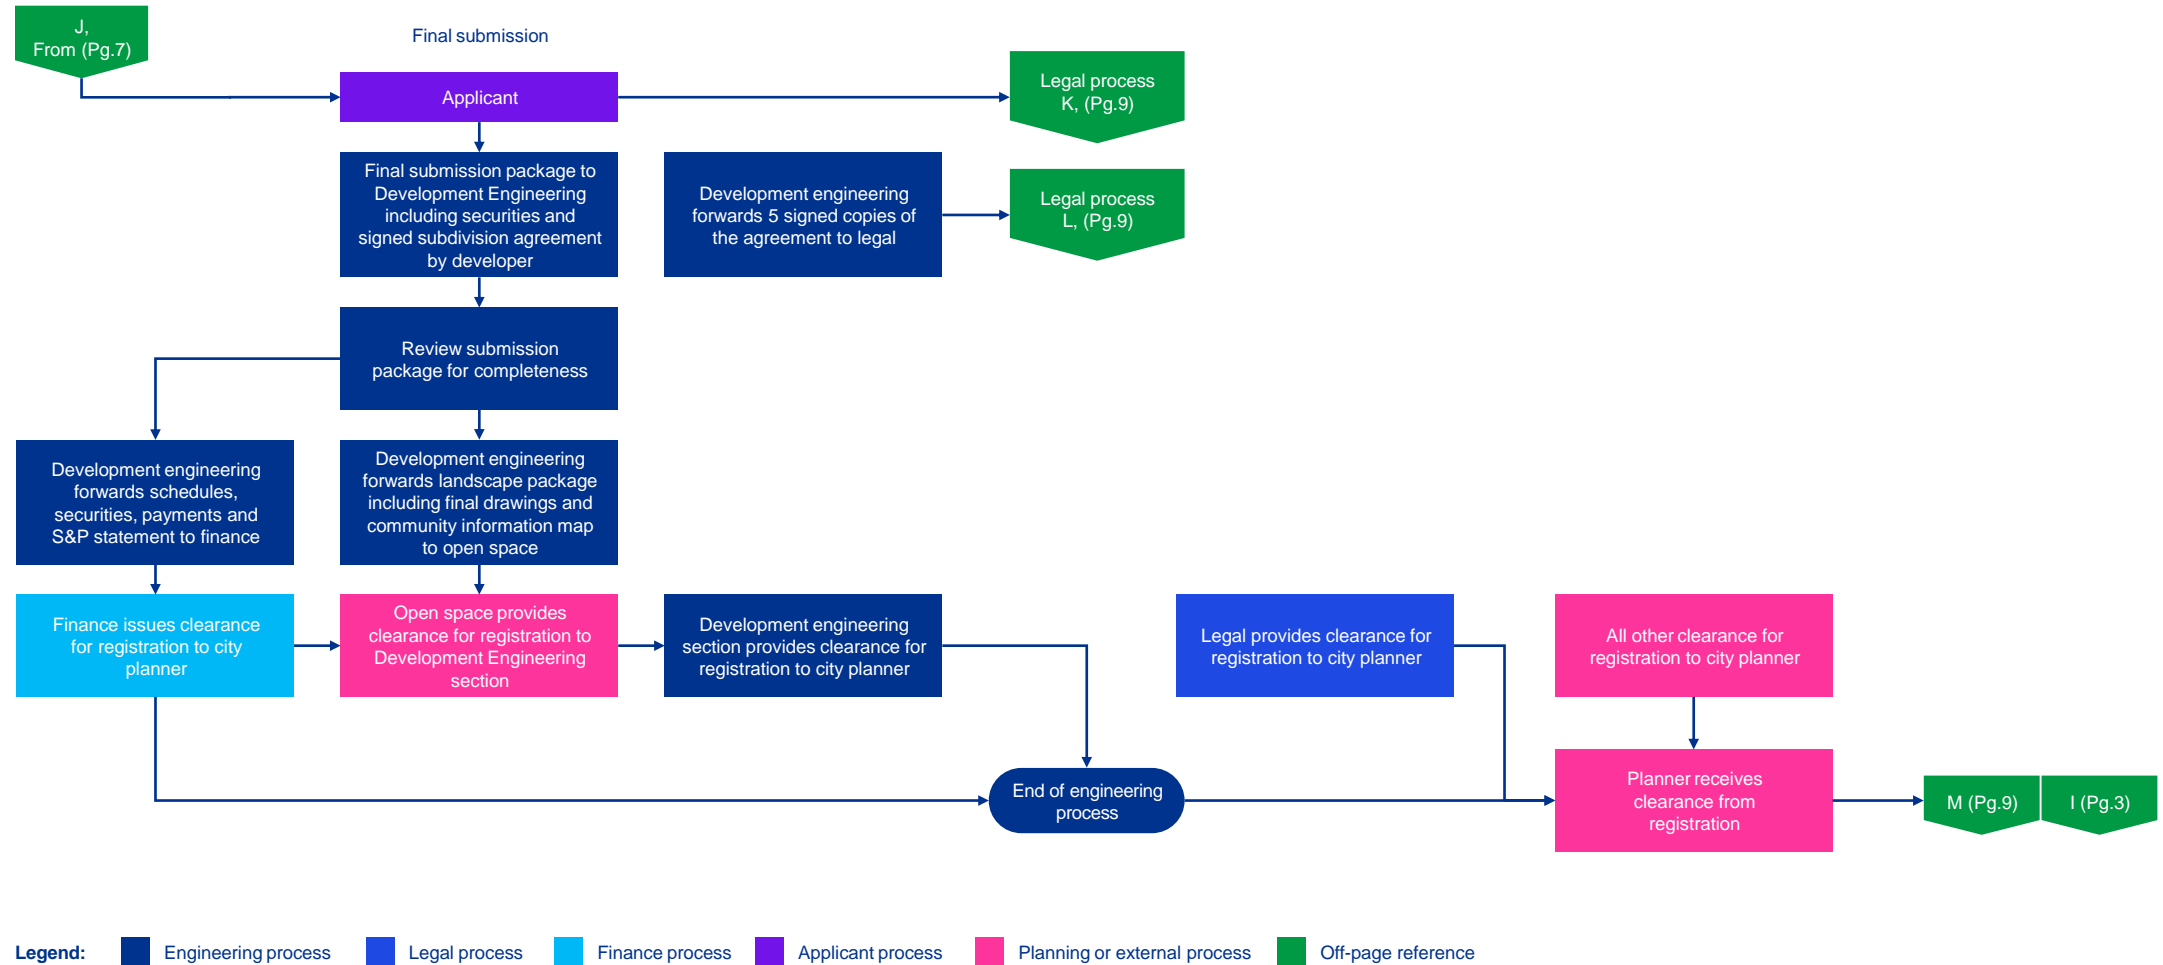 J,
From (Pg.7)
Final submission
Applicant
Legal process
K, (Pg.9)
Final submission package to
Development Engineering
including securities and
signed subdivision agreement
by developer
Development engineering
forwards 5 signed copies of
the agreement to legal
Legal process
L, (Pg.9)
Review submission
package for completeness
Development engineering
forwards schedules,
securities, payments and
S&P statement to finance
Development engineering
forwards landscape package
including final drawings and
community information map
to open space
Finance issues clearance
for registration to city
planner
Open space provides
clearance for registration to
Development Engineering
section
Development engineering
section provides clearance for
registration to city planner
Legal provides clearance for
registration to city planner
All other clearance for
registration to city planner
End of engineering
process
Planner receives
clearance from
registration
M (Pg.9)
I (Pg.3)
Legend:
Engineering process
Legal process
Finance process
Applicant process
Planning or external process
Off-page reference